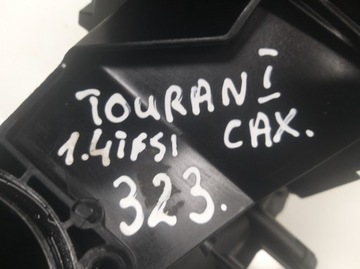 TOURAN I
1.4TFSI CAX.
323.